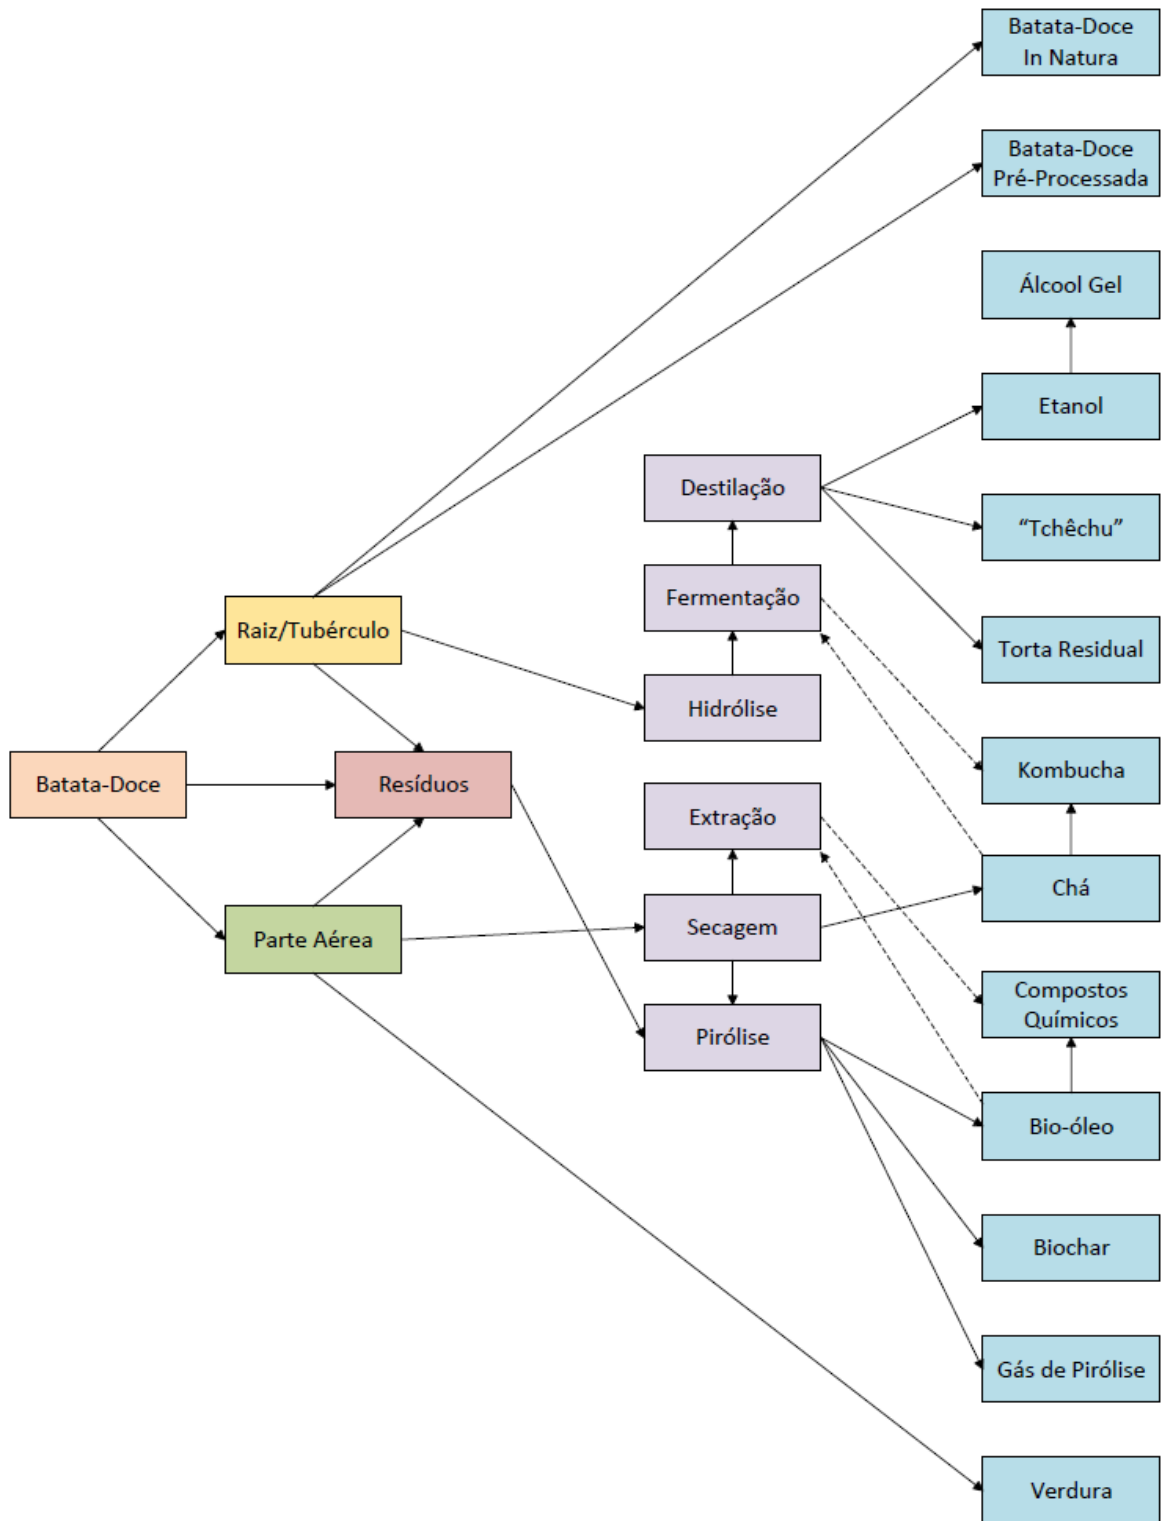 Batata-Doce
In Natura
Batata-Doce
Pré-Processada
Álcool Gel
Etanol
Destilação
“Tchêchu”
Fermentação
Raiz/Tubérculo
Torta Residual
Hidrólise
Kombucha
Batata-Doce
Resíduos
Extração
Chá
Secagem
Parte Aérea
Compostos
Químicos
Pirólise
Bio-óleo
Biochar
Gás de Pirólise
Verdura